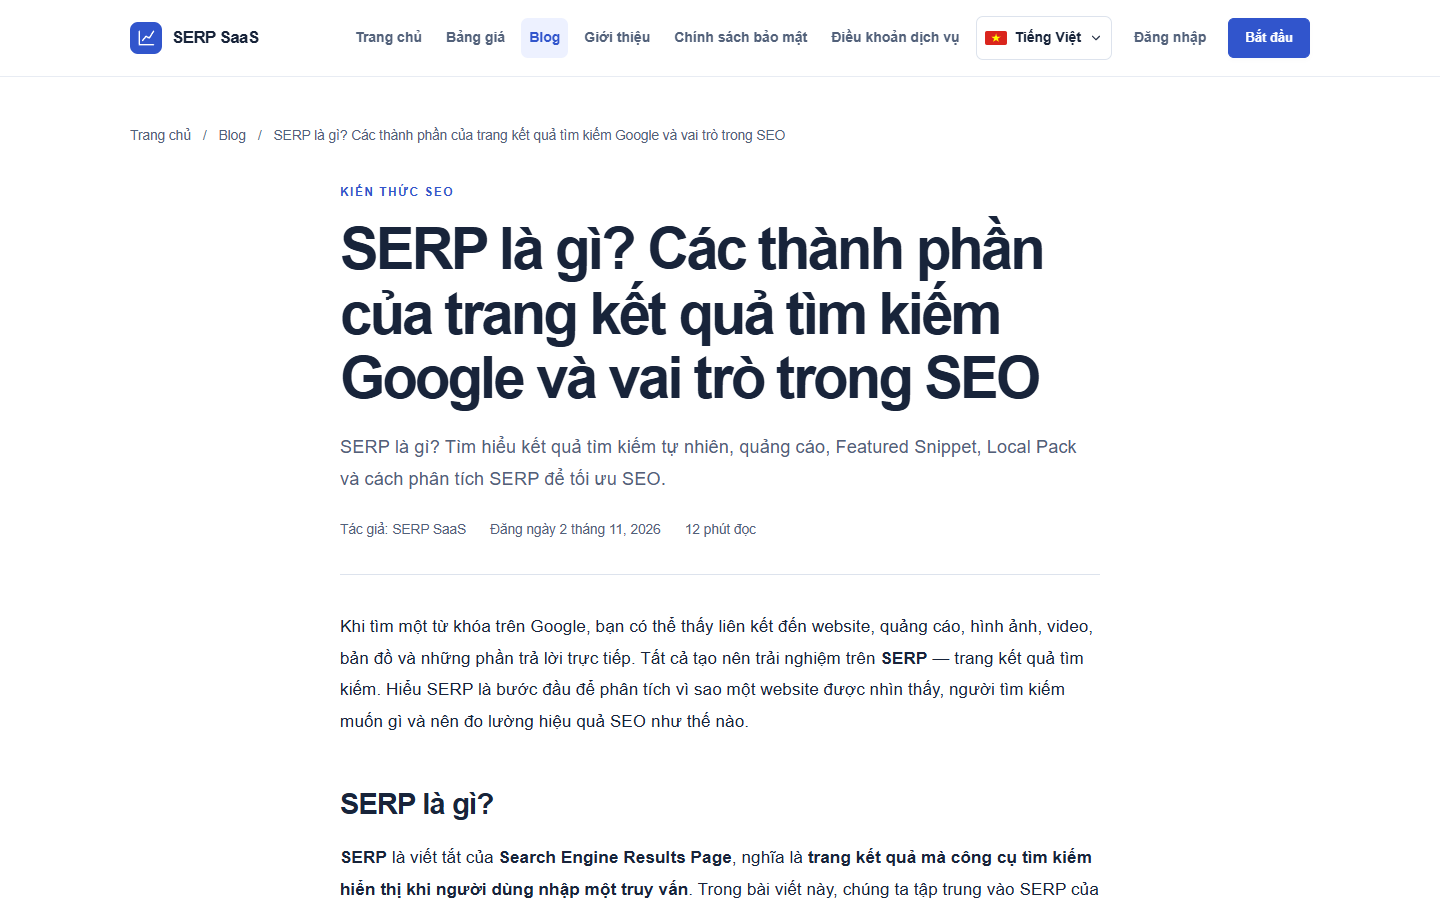 SERP SaaS
Trang chủ
Bảng giá
Blog
Giới thiệu
Chính sách bảo mật
Điều khoản dịch vụ
Tiếng Việt
Đăng nhập
Bắt đầu
Trang chủ / Blog / SERP là gì? Các thành phần của trang kết quả tìm kiếm Google và vai trò trong SEO
KIẾN THỨC SEO
SERP là gì? Các thành phần
của trang kết quả tìm kiếm
Google và vai trò trong SEO
SERP là gì? Tìm hiểu kết quả tìm kiếm tự nhiên, quảng cáo, Featured Snippet, Local Pack
và cách phân tích SERP để tối ưu SEO.
Tác giả: SERP SaaS Đăng ngày 2 tháng 11, 2026 12 phút đọc
Khi tìm một từ khóa trên Google, bạn có thể thấy liên kết đến website, quảng cáo, hình ảnh, video,
bản đồ và những phần trả lời trực tiếp. Tất cả tạo nên trải nghiệm trên SERP — trang kết quả tìm
kiếm. Hiểu SERP là bước đầu để phân tích vì sao một website được nhìn thấy, người tìm kiếm
muốn gì và nên đo lường hiệu quả SEO như thế nào.
SERP là gì?
SERP là viết tắt của Search Engine Results Page, nghĩa là trang kết quả mà công cụ tìm kiếm
hiển thị khi người dùng nhập một truy vấn. Trong bài viết này, chúng ta tập trung vào SERP của